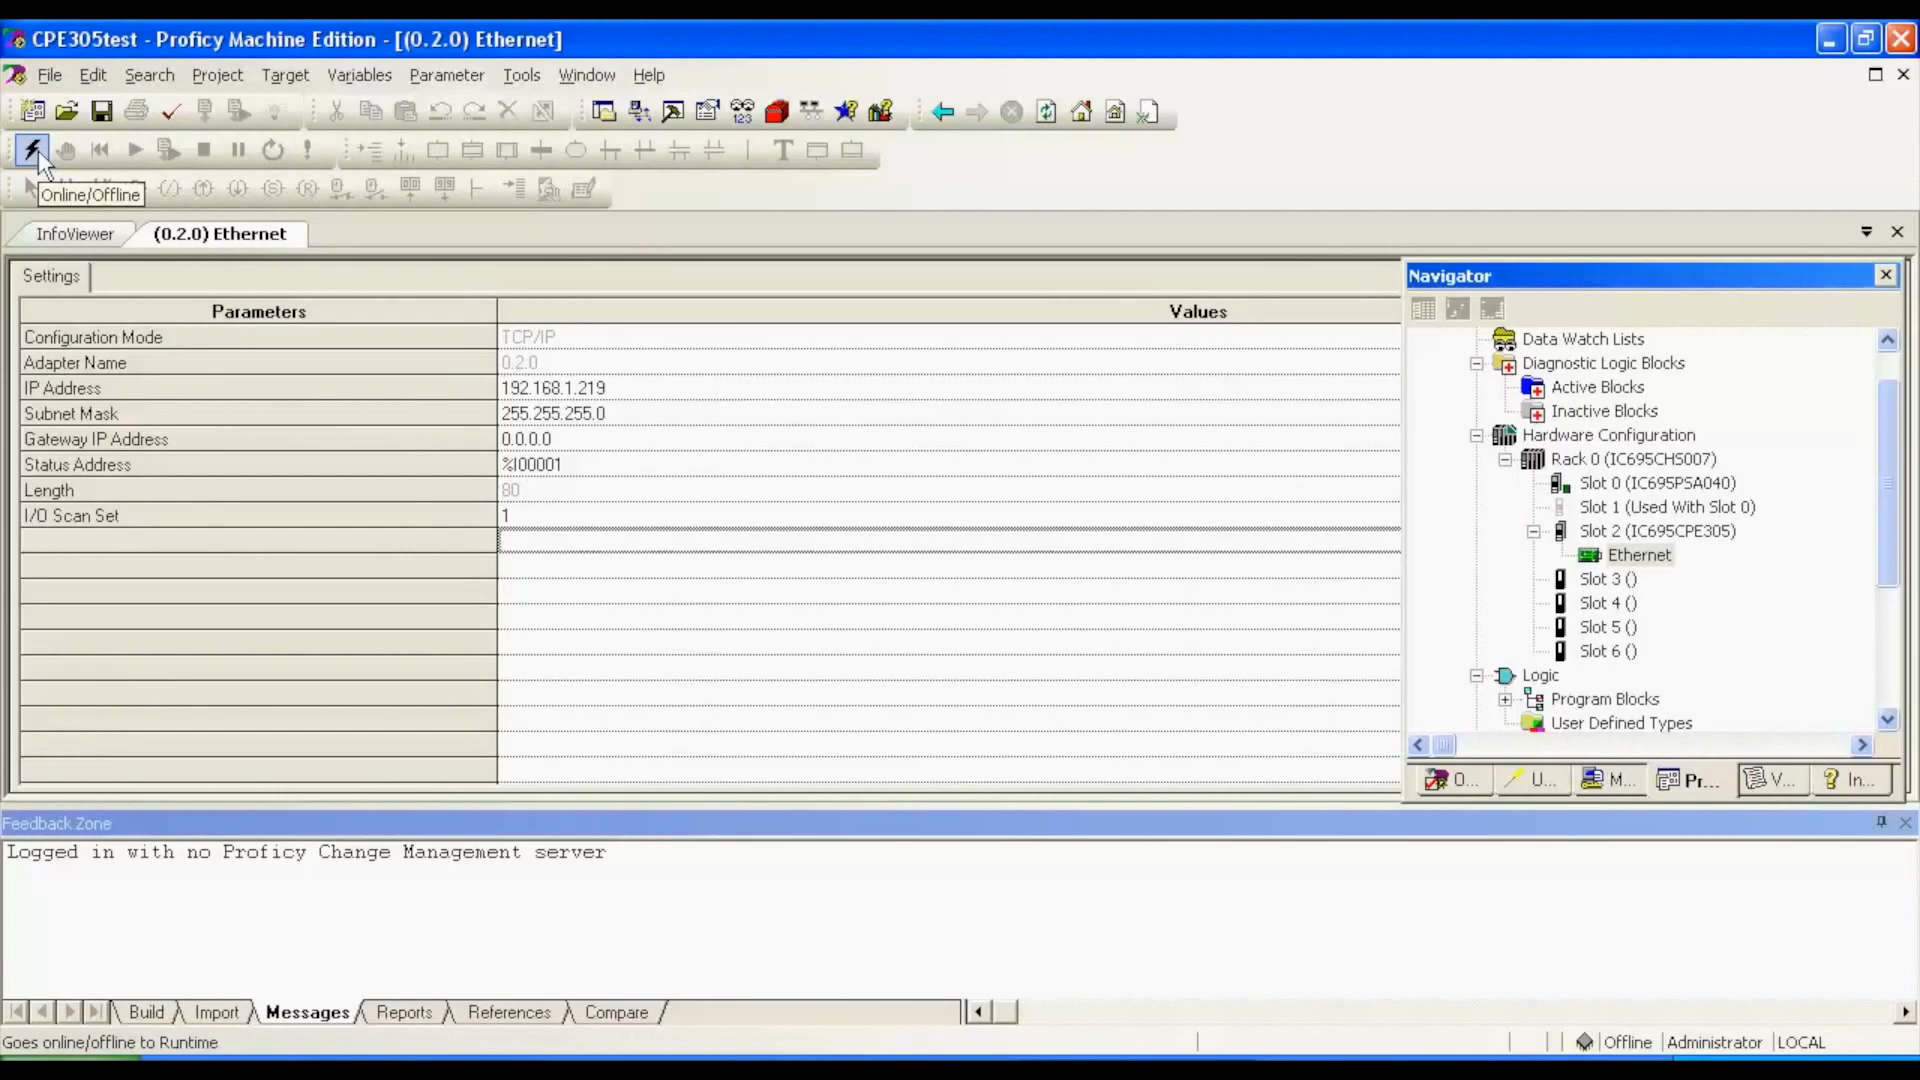 CPE305test - Proficy Machine Edition - [(0.2.0) Ethernet]
File Edit Search Project Target Variables Parameter Tools Window Help
Online/Offline
InfoViewer (0.2.0) Ethernet
Settings
Parameters Values
Configuration Mode TCP/IP
Adapter Name 0.2.0
IP Address 192.168.1.219
Subnet Mask 255.255.255.0
Gateway IP Address 0.0.0.0
Status Address %I00001
Length 80
I/O Scan Set 1
Navigator
Data Watch Lists
Diagnostic Logic Blocks
Active Blocks
Inactive Blocks
Hardware Configuration
Rack 0 (IC695CHS007)
Slot 0 (IC695PSA040)
Slot 1 (Used With Slot 0)
Slot 2 (IC695CPE305)
Ethernet
Slot 3 ()
Slot 4 ()
Slot 5 ()
Slot 6 ()
Logic
Program Blocks
User Defined Types
O... U... M... Pr... V... In...
Feedback Zone
Logged in with no Proficy Change Management server
Build Import Messages Reports References Compare
Goes online/offline to Runtime
Offline Administrator LOCAL